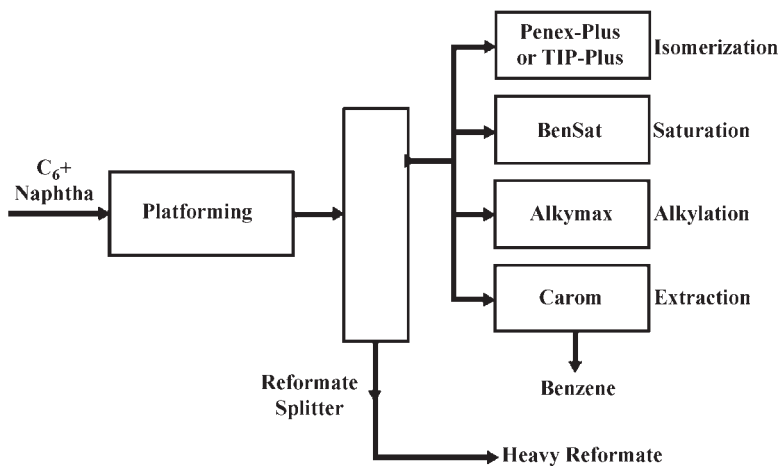 Penex-Plus
or TIP-Plus
Isomerization
BenSat
Saturation
C₆+
Naphtha
Platforming
Alkymax
Alkylation
Carom
Extraction
Reformate
Splitter
Benzene
Heavy Reformate